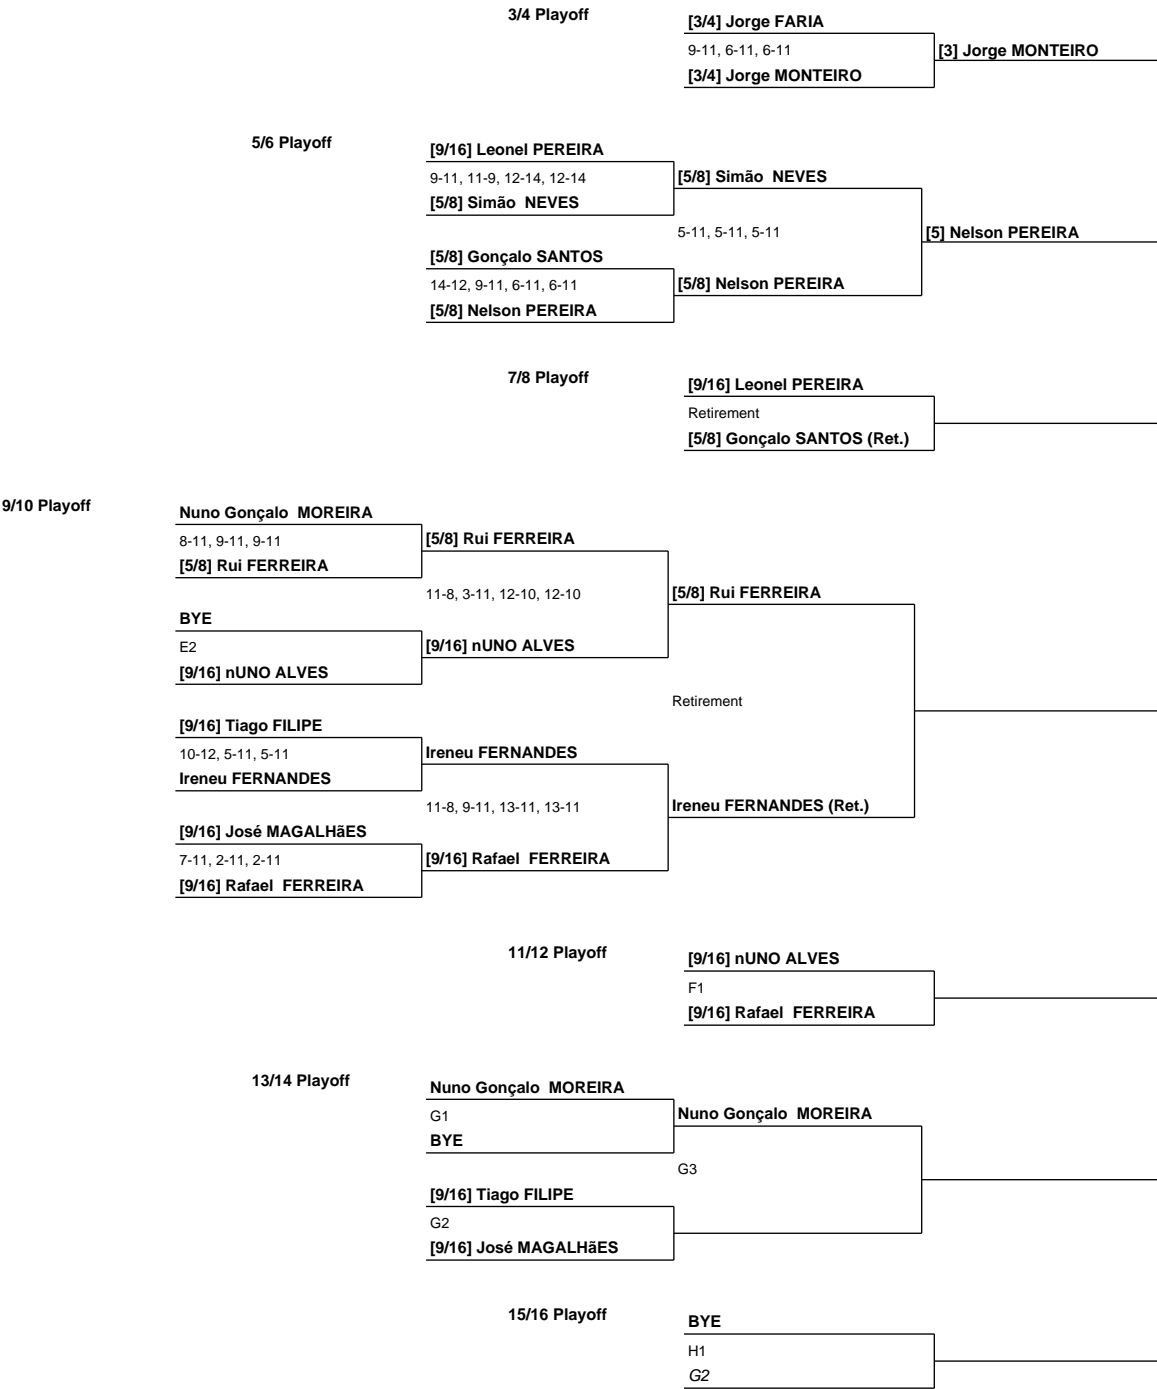 3/4 Playoff
[3/4] Jorge FARIA
9-11, 6-11, 6-11
[3] Jorge MONTEIRO
[3/4] Jorge MONTEIRO
5/6 Playoff
[9/16] Leonel PEREIRA
9-11, 11-9, 12-14, 12-14
[5/8] Simão  NEVES
[5/8] Simão  NEVES
5-11, 5-11, 5-11
[5] Nelson PEREIRA
[5/8] Gonçalo SANTOS
14-12, 9-11, 6-11, 6-11
[5/8] Nelson PEREIRA
[5/8] Nelson PEREIRA
7/8 Playoff
[9/16] Leonel PEREIRA
Retirement
[5/8] Gonçalo SANTOS (Ret.)
9/10 Playoff
Nuno Gonçalo  MOREIRA
8-11, 9-11, 9-11
[5/8] Rui FERREIRA
[5/8] Rui FERREIRA
11-8, 3-11, 12-10, 12-10
[5/8] Rui FERREIRA
BYE
E2
[9/16] nUNO ALVES
[9/16] nUNO ALVES
Retirement
[9/16] Tiago FILIPE
10-12, 5-11, 5-11
Ireneu FERNANDES
Ireneu FERNANDES
11-8, 9-11, 13-11, 13-11
Ireneu FERNANDES (Ret.)
[9/16] José MAGALHãES
7-11, 2-11, 2-11
[9/16] Rafael  FERREIRA
[9/16] Rafael  FERREIRA
11/12 Playoff
[9/16] nUNO ALVES
F1
[9/16] Rafael  FERREIRA
13/14 Playoff
Nuno Gonçalo  MOREIRA
G1
Nuno Gonçalo  MOREIRA
BYE
G3
[9/16] Tiago FILIPE
G2
[9/16] José MAGALHãES
15/16 Playoff
BYE
H1
G2